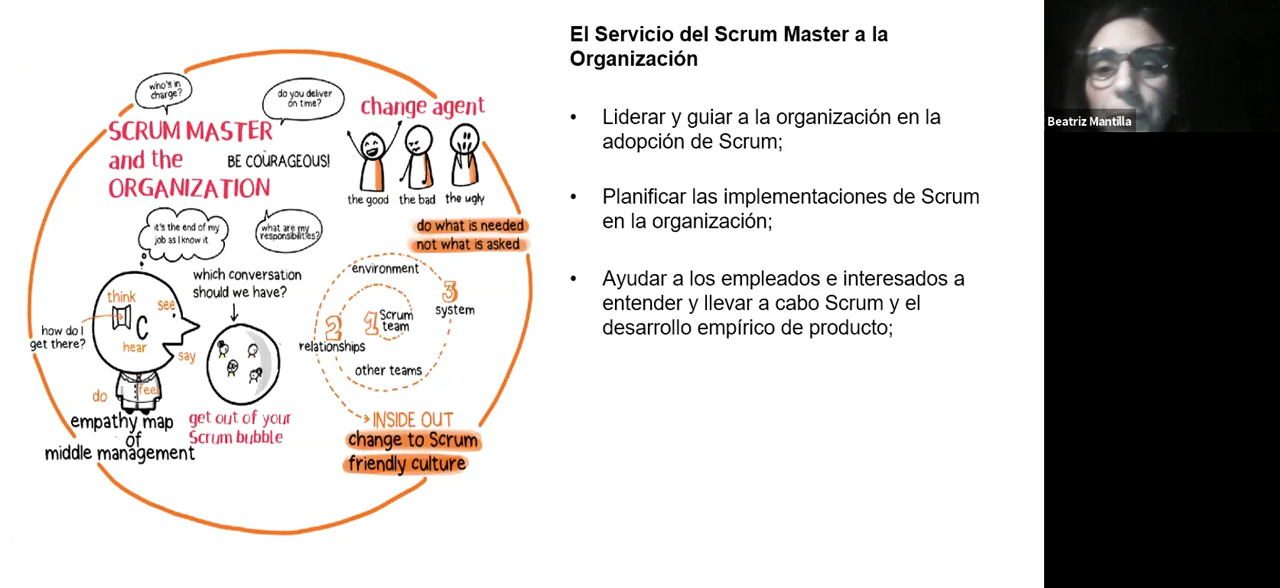 who's in
charge?
do you deliver
on time?
change agent
SCRUM MASTER
and the
ORGANIZATION
BE COURAGEOUS!
the good
the bad
the ugly
do what is needed
not what is asked
it's the end of my
job as I know it
what are my
responsibilities?
which conversation
should we have?
think
see
hear
say
how do I
get there?
do
feel
empathy map
of
middle management
get out of your
Scrum bubble
environment
3
system
1
Scrum
team
2
relationships
other teams
INSIDE OUT
change to Scrum
friendly culture
El Servicio del Scrum Master a la
Organización
• Liderar y guiar a la organización en la
adopción de Scrum;
• Planificar las implementaciones de Scrum
en la organización;
• Ayudar a los empleados e interesados a
entender y llevar a cabo Scrum y el
desarrollo empírico de producto;
Beatriz Mantilla